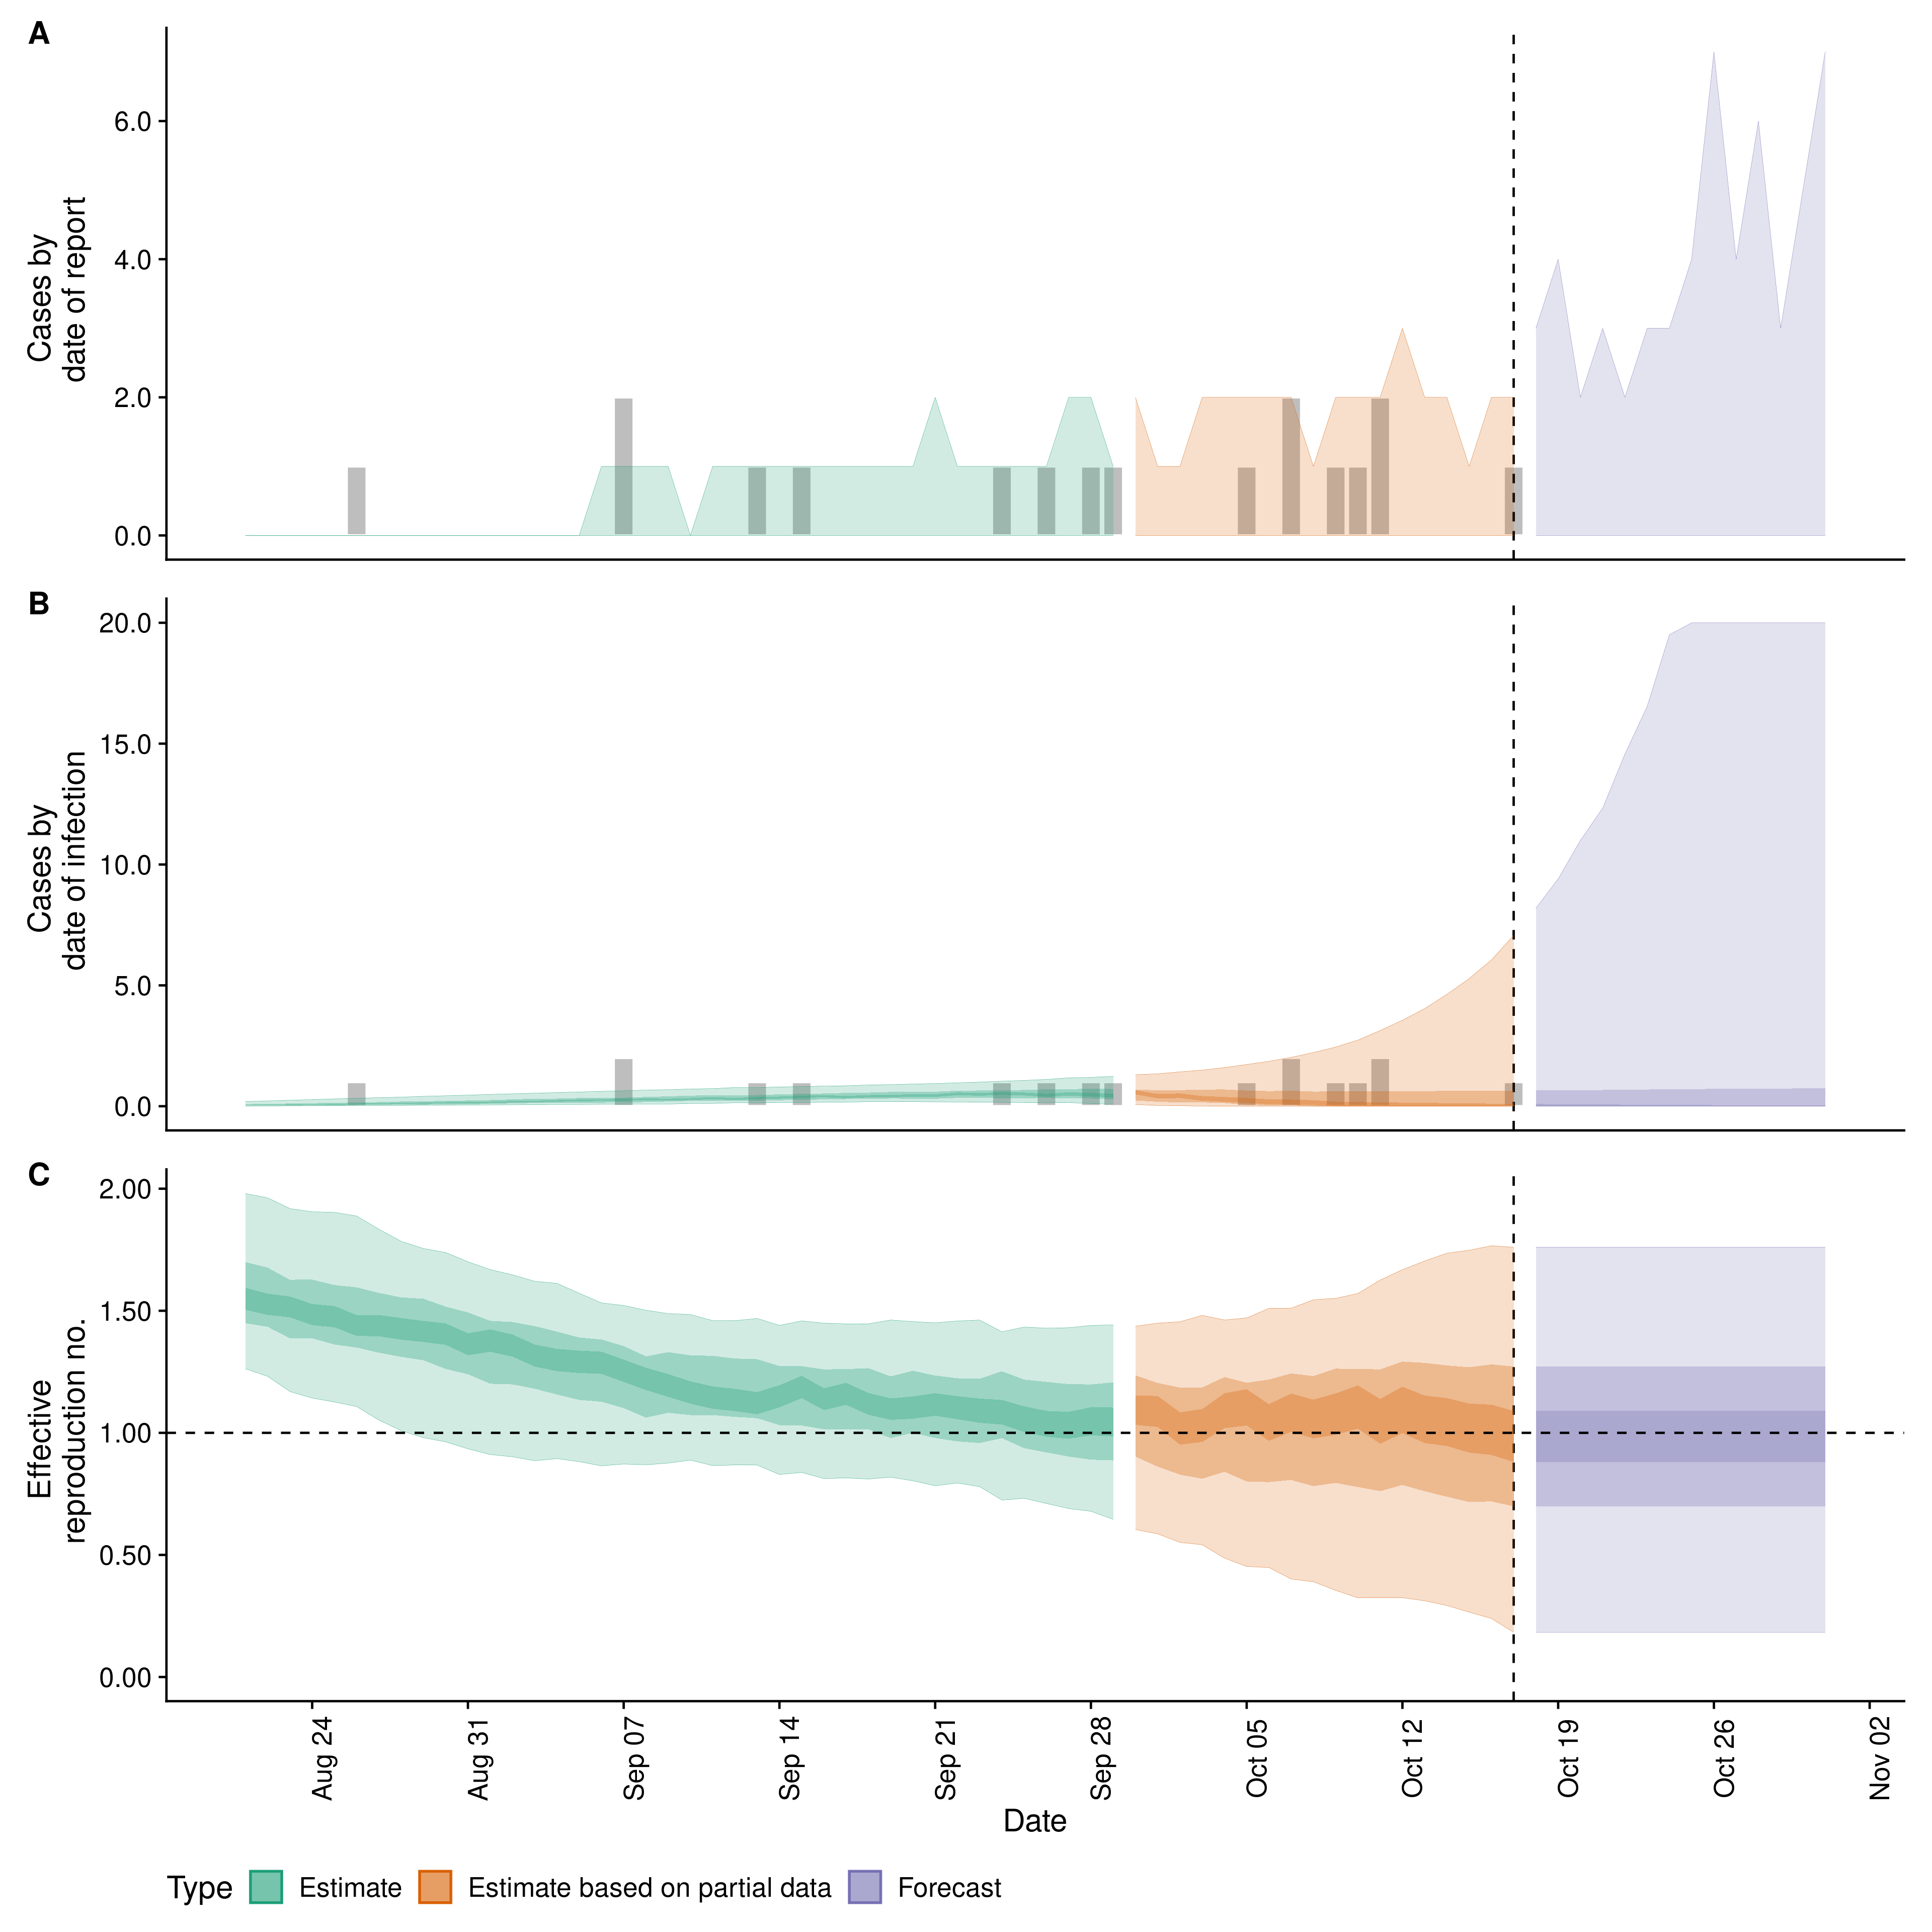 A
Cases by
date of report
6.0
4.0
2.0
0.0
B
Cases by
date of infection
20.0
15.0
10.0
5.0
0.0
C
Effective
reproduction no.
2.00
1.50
1.00
0.50
0.00
Aug 24
Aug 31
Sep 07
Sep 14
Sep 21
Sep 28
Oct 05
Oct 12
Oct 19
Oct 26
Nov 02
Date
Type Estimate Estimate based on partial data Forecast